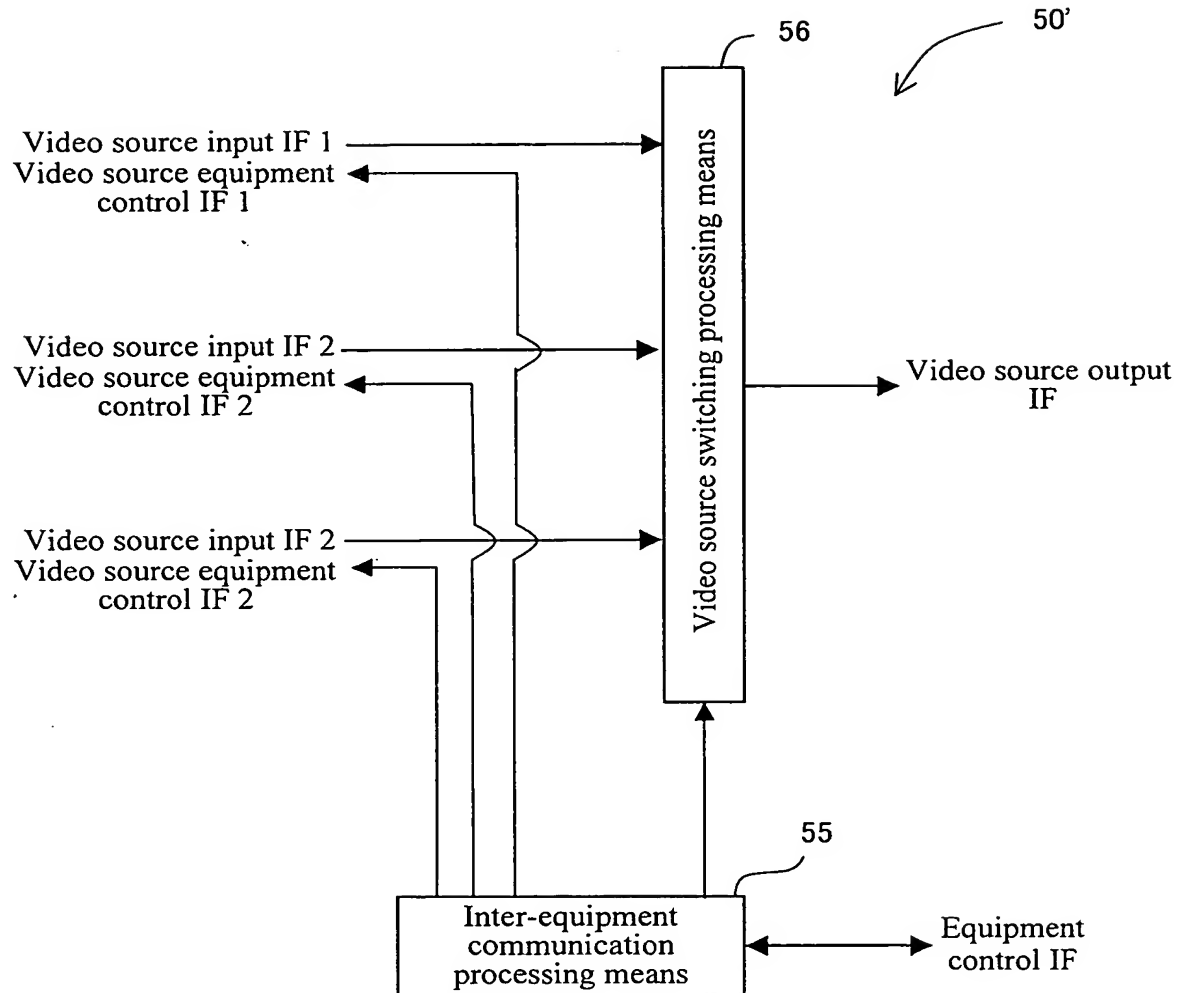 56
50'
Video source input IF 1
Video source equipment
control IF 1
Video source switching processing means
Video source input IF 2
Video source equipment
control IF 2
Video source output
IF
Video source input IF 2
Video source equipment
control IF 2
55
Inter-equipment
communication
processing means
Equipment
control IF